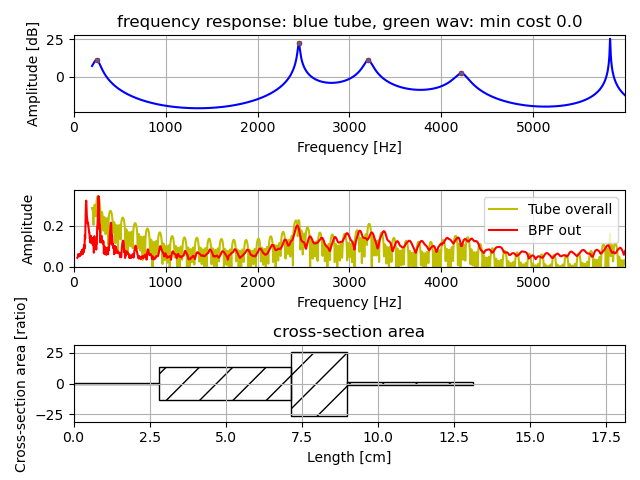 frequency response: blue tube, green wav: min cost 0.0
Amplitude [dB]
25
0
0
1000
2000
3000
4000
5000
Frequency [Hz]
Amplitude
0.2
0.0
Tube overall
BPF out
0
1000
2000
3000
4000
5000
Frequency [Hz]
cross-section area
Cross-section area [ratio]
25
0
−25
0.0
2.5
5.0
7.5
10.0
12.5
15.0
17.5
Length [cm]